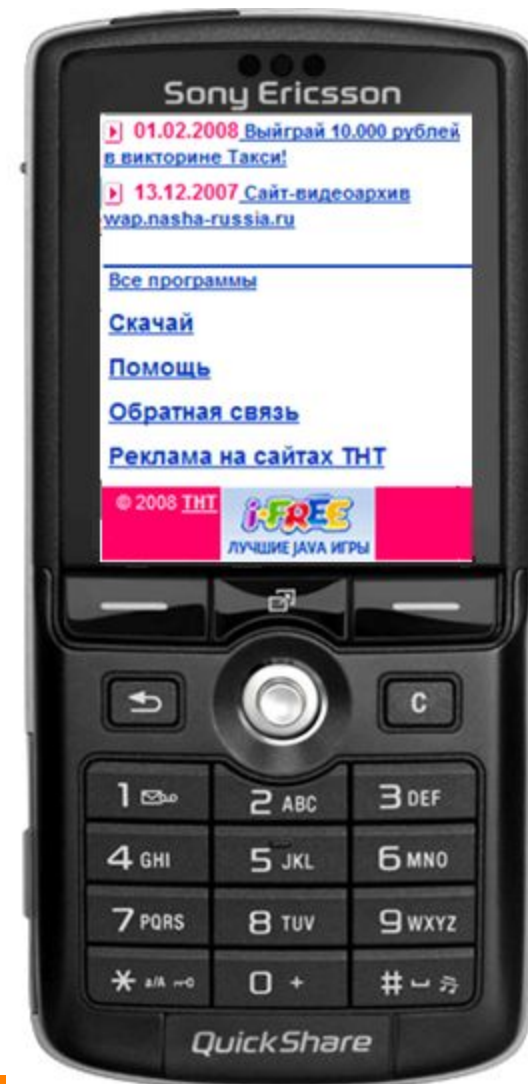 Sony Ericsson
01.02.2008 Выйграй 10.000 рублей
в викторине Такси!
13.12.2007 Сайт-видеоархив
wap.nasha-russia.ru
Все программы
Скачай
Помощь
Обратная связь
Реклама на сайтах ТНТ
© 2008 ТНТ
i-FREE
ЛУЧШИЕ JAVA ИГРЫ
C
1 2 ABC 3 DEF
4 GHI 5 JKL 6 MNO
7 PQRS 8 TUV 9 WXYZ
* a/A 0 + #
QuickShare